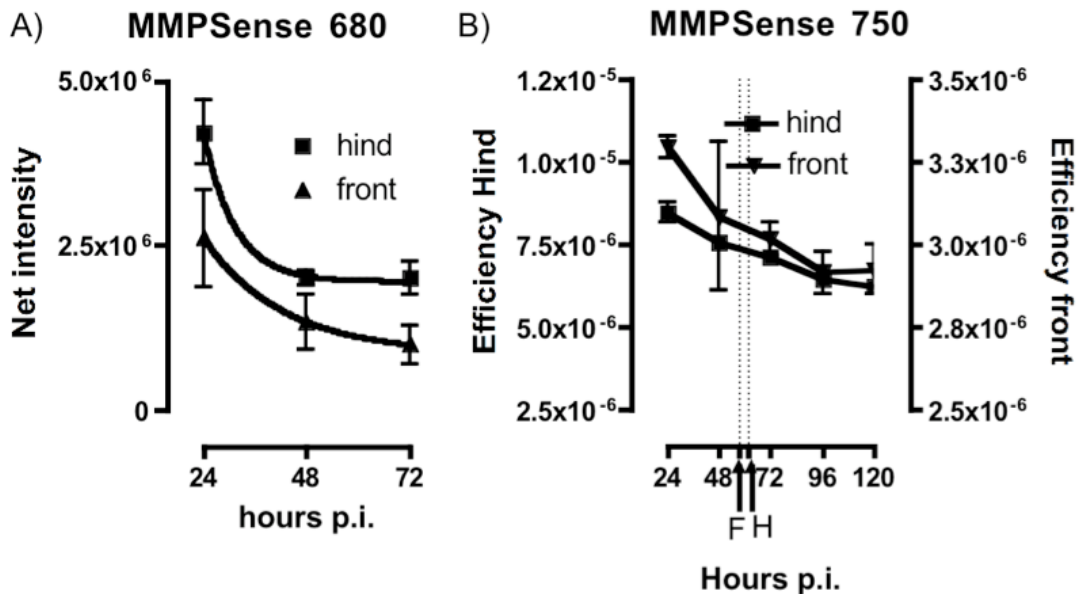 A) MMPSense 680
5.0x10⁶
2.5x10⁶
0
Net intensity
hind
front
24 48 72
hours p.i.
B) MMPSense 750
1.2x10⁻⁵
1.0x10⁻⁵
7.5x10⁻⁶
5.0x10⁻⁶
2.5x10⁻⁶
Efficiency Hind
hind
front
3.5x10⁻⁶
3.3x10⁻⁶
3.0x10⁻⁶
2.8x10⁻⁶
2.5x10⁻⁶
Efficiency front
24 48 72 96 120
F H
Hours p.i.